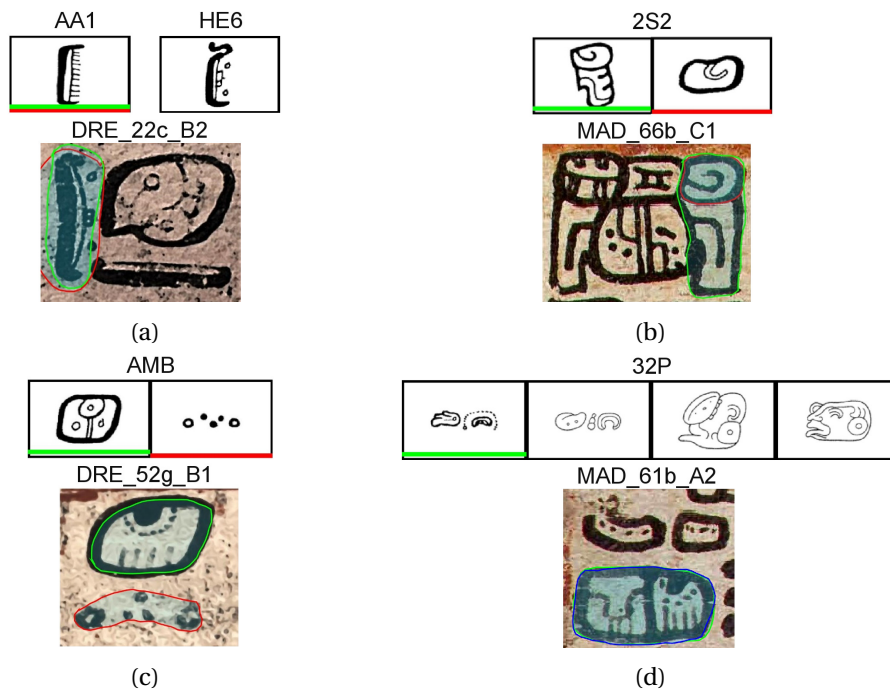 AA1 HE6
DRE_22c_B2
(a)
2S2
MAD_66b_C1
(b)
AMB
DRE_52g_B1
(c)
32P
MAD_61b_A2
(d)